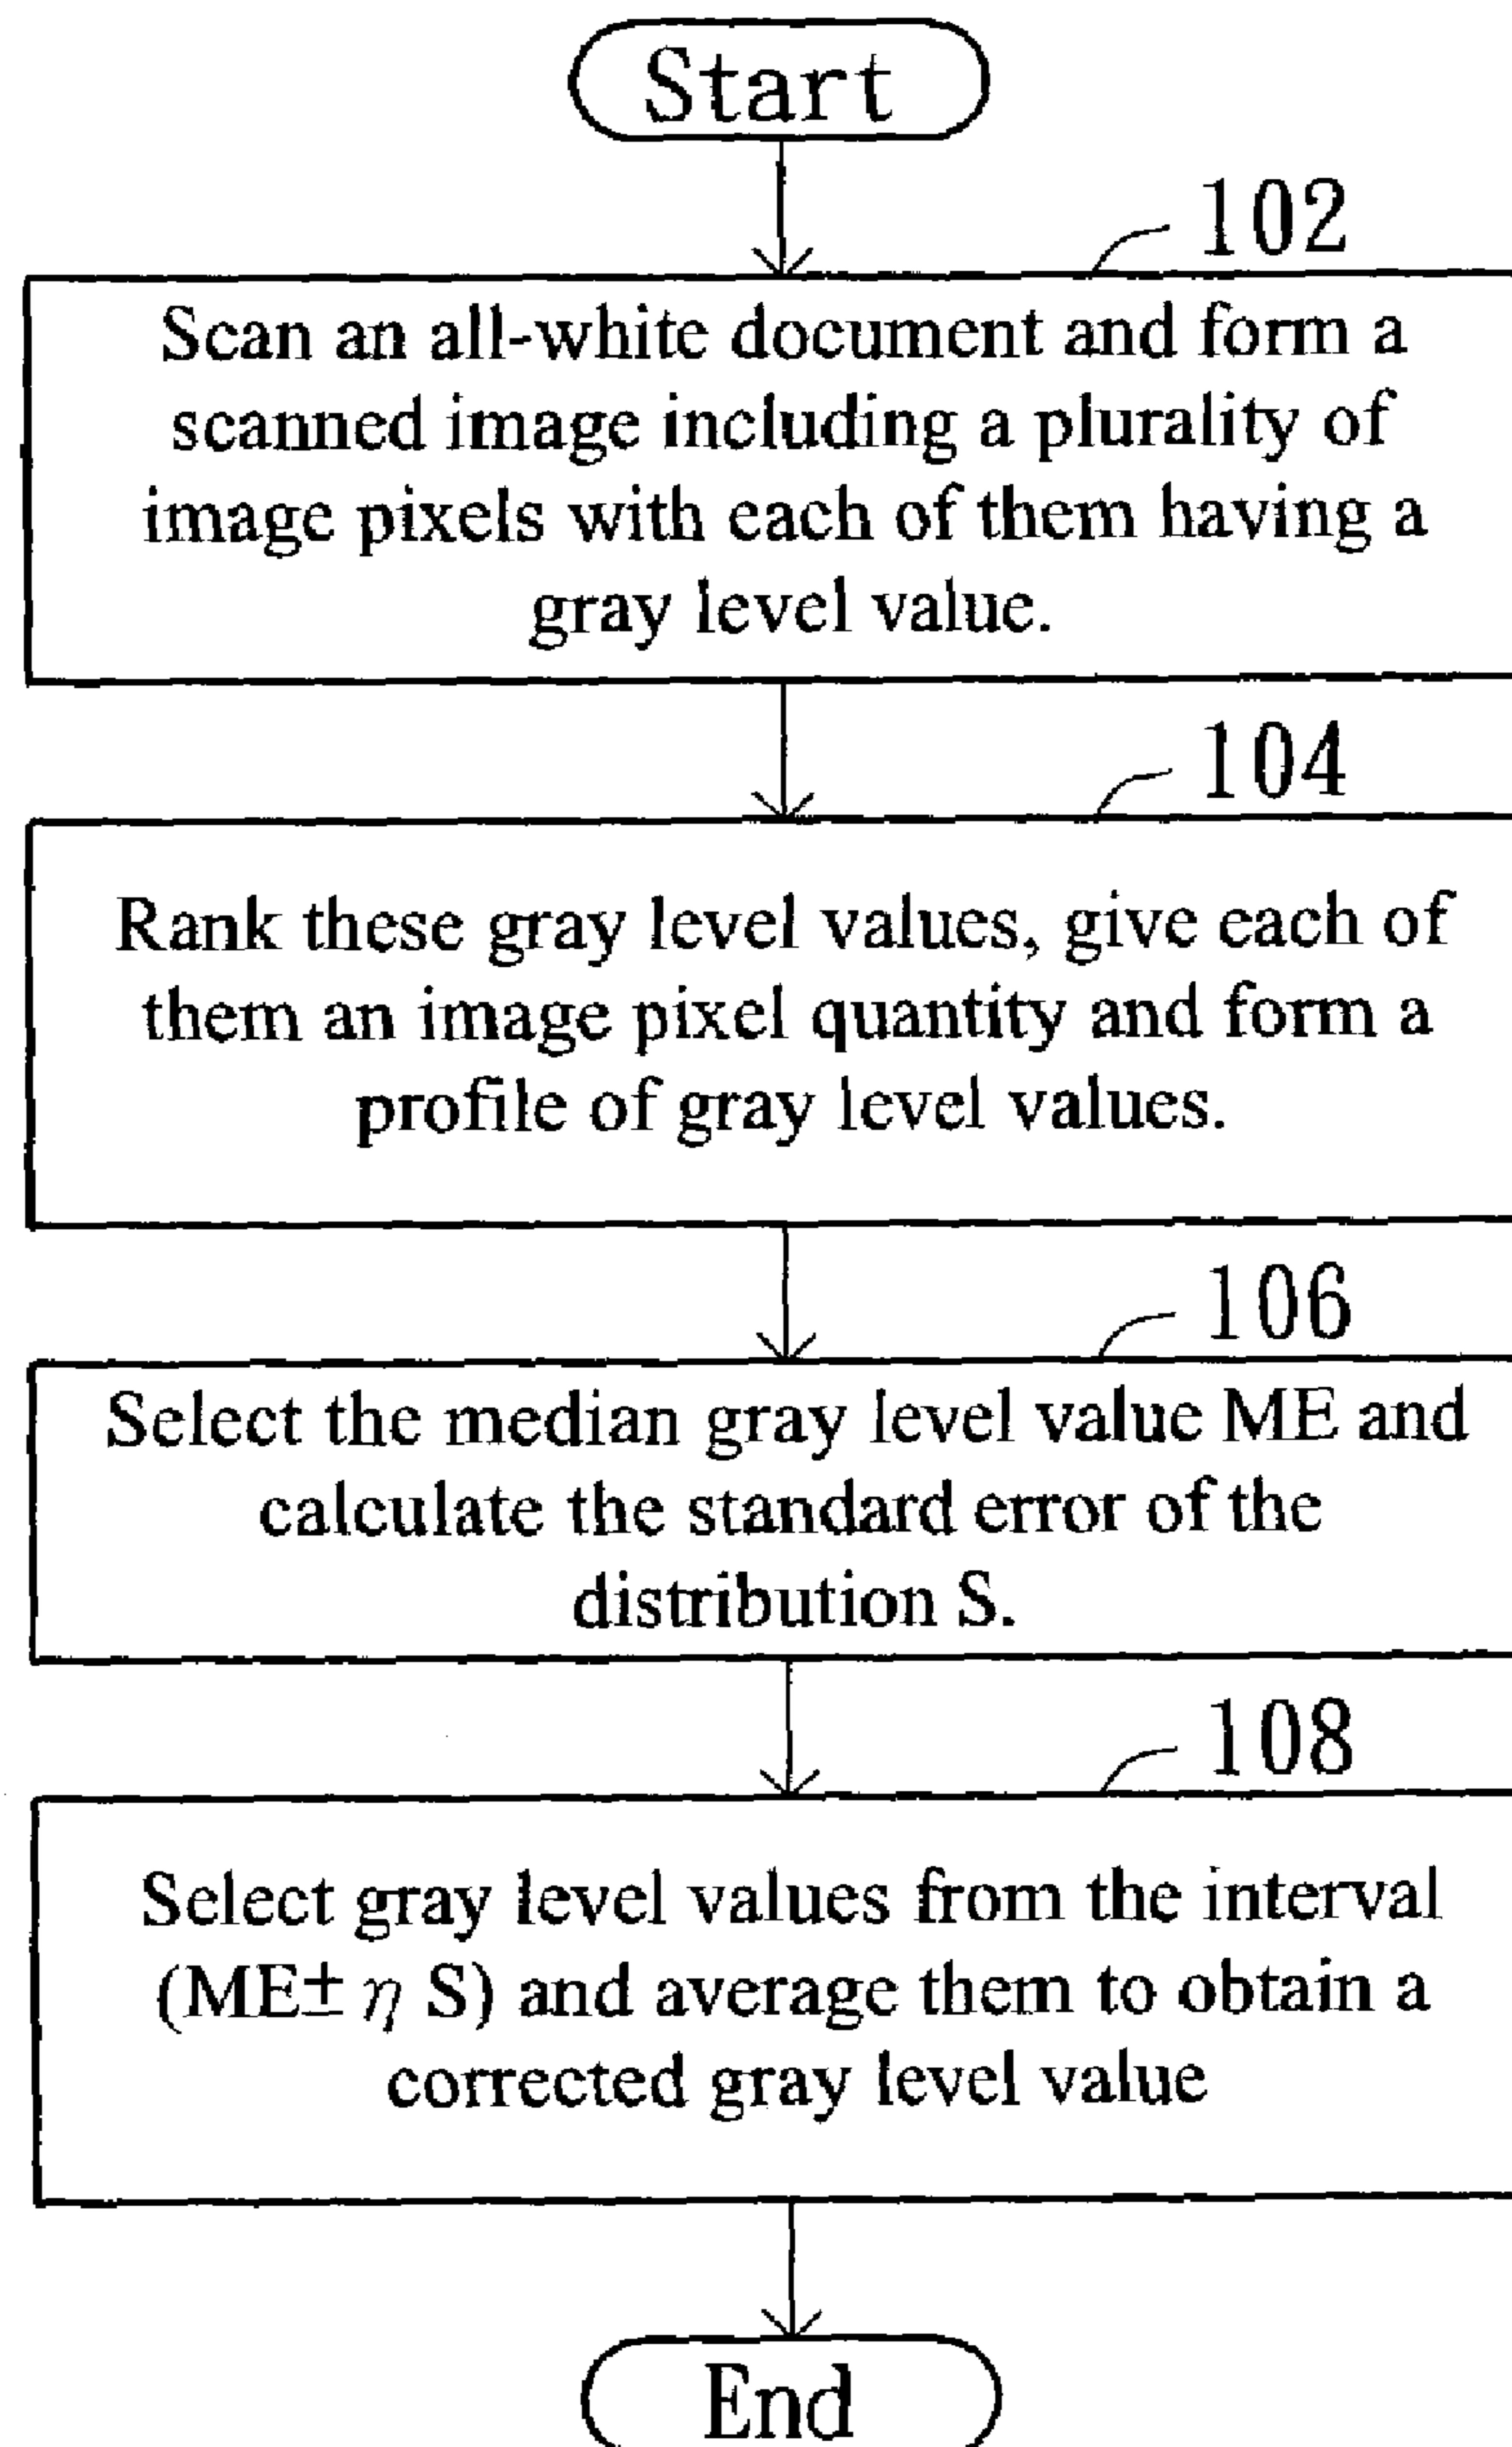 Start
102
Scan an all-white document and form a
scanned image including a plurality of
image pixels with each of them having a
gray level value.
104
Rank these gray level values, give each of
them an image pixel quantity and form a
profile of gray level values.
106
Select the median gray level value ME and
calculate the standard error of the
distribution S.
108
Select gray level values from the interval
(ME± η S) and average them to obtain a
corrected gray level value
End